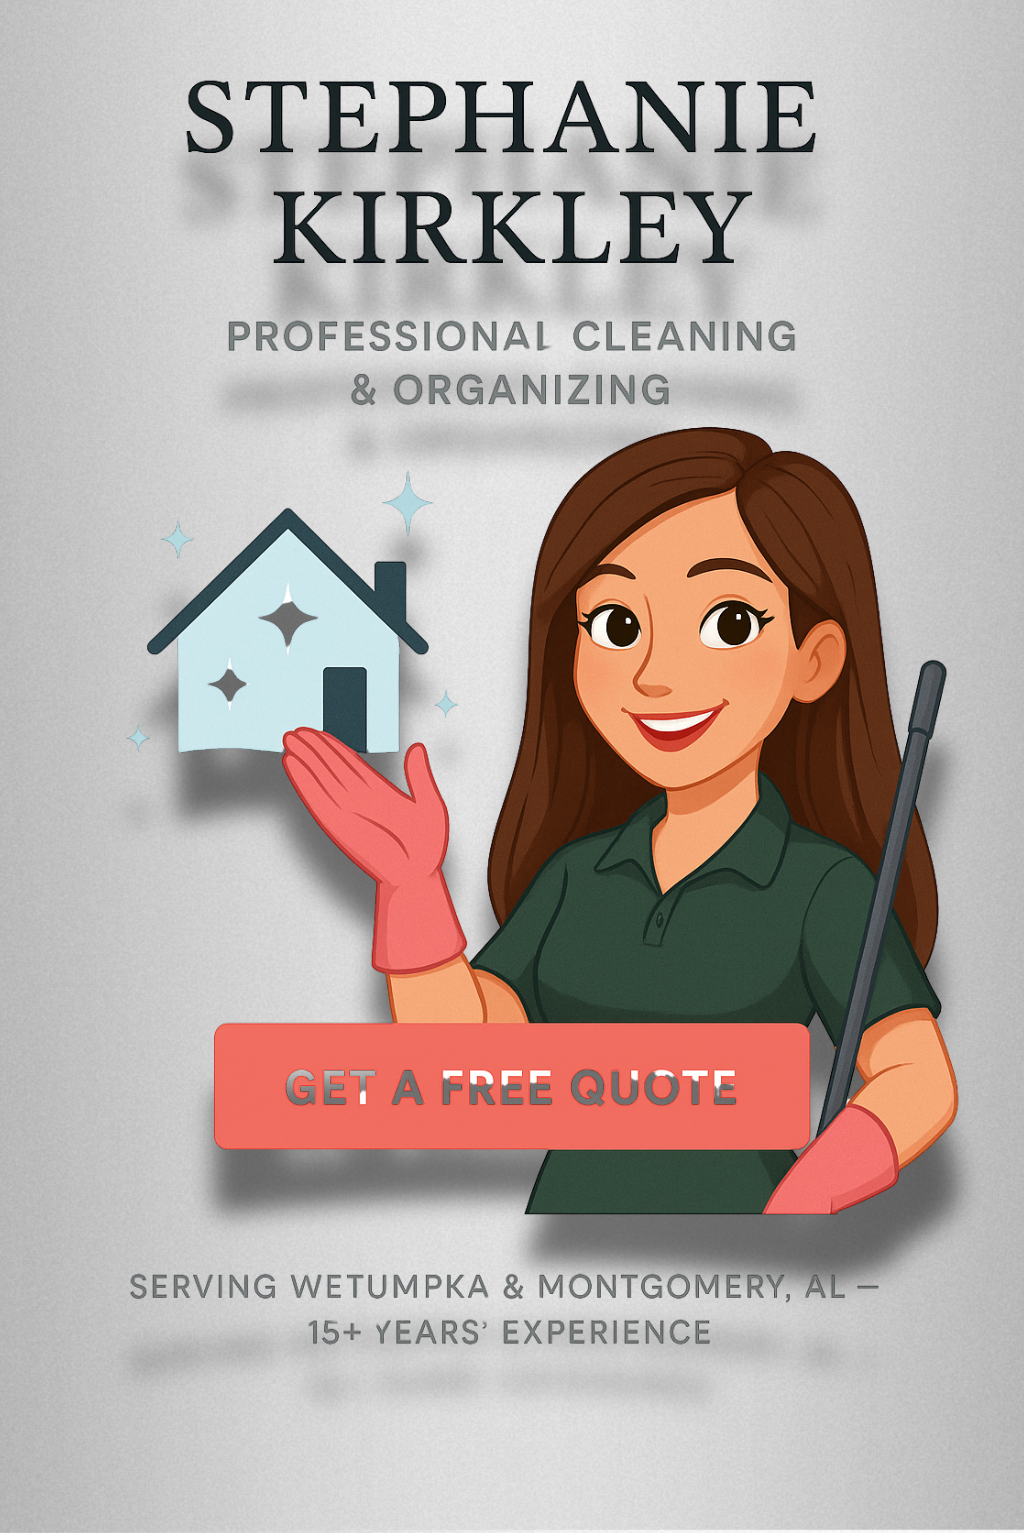 STEPHANIE
KIRKLEY
PROFESSIONAL CLEANING
& ORGANIZING
GET A FREE QUOTE
SERVING WETUMPKA & MONTGOMERY, AL –
15+ YEARS' EXPERIENCE